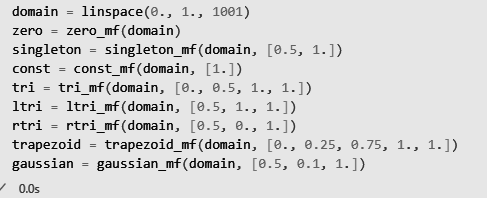 domain = linspace(0., 1., 1001)
zero = zero_mf(domain)
singleton = singleton_mf(domain, [0.5, 1.])
const = const_mf(domain, [1.])
tri = tri_mf(domain, [0., 0.5, 1., 1.])
ltri = ltri_mf(domain, [0.5, 1., 1.])
rtri = rtri_mf(domain, [0.5, 0., 1.])
trapezoid = trapezoid_mf(domain, [0., 0.25, 0.75, 1., 1.])
gaussian = gaussian_mf(domain, [0.5, 0.1, 1.])
✓ 0.0s